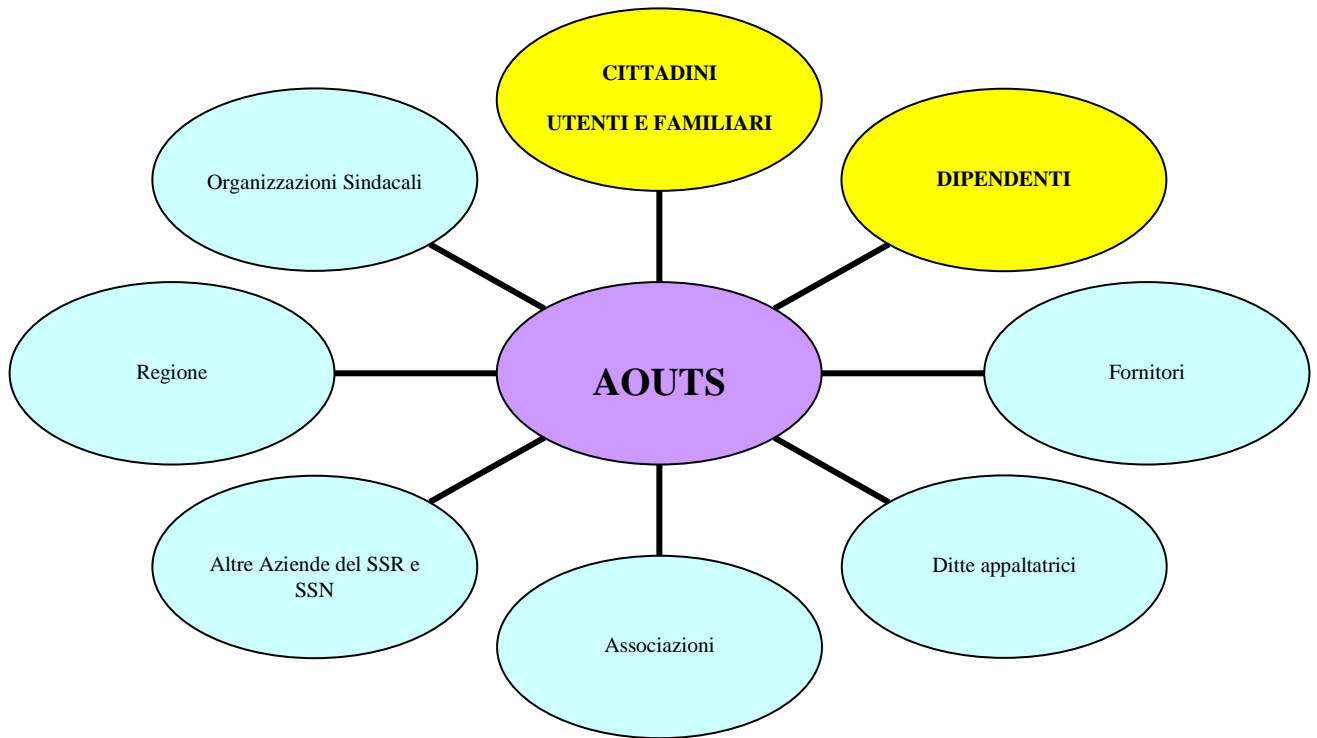 CITTADINI
UTENTI E FAMILIARI
Organizzazioni Sindacali
DIPENDENTI
Regione
AOUTS
Fornitori
Altre Aziende del SSR e
SSN
Ditte appaltatrici
Associazioni